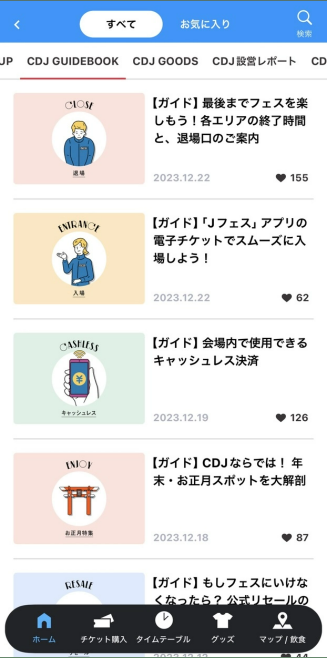 すべて
お気に入り
検索
UP
CDJ GUIDEBOOK
CDJ GOODS
CDJ設営レポート
CD
CLOSE
退場
【ガイド】最後までフェスを楽
しもう！各エリアの終了時間
と、退場口のご案内
2023.12.22
155
ENTRANCE
入場
【ガイド】「Jフェス」アプリの
電子チケットでスムーズに入
場しよう！
2023.12.22
62
CASHLESS
¥
キャッシュレス
【ガイド】会場内で使用できる
キャッシュレス決済
2023.12.19
126
ENJOY
お正月特集
【ガイド】CDJならでは！ 年
末・お正月スポットを大解剖
2023.12.18
87
RESALE
【ガイド】もしフェスにいけな
くなったら？ 公式リセールの
ホーム
チケット購入
タイムテーブル
グッズ
マップ / 飲食